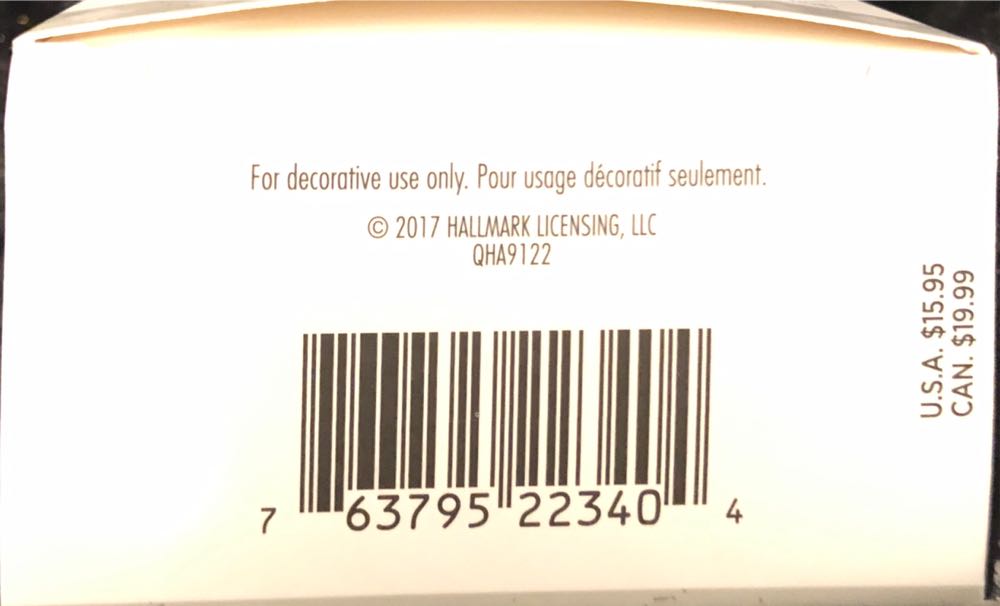 For decorative use only. Pour usage décoratif seulement.
© 2017 HALLMARK LICENSING, LLC
QHA9122
U.S.A. $15.95
CAN. $19.99
7 63795 22340 4